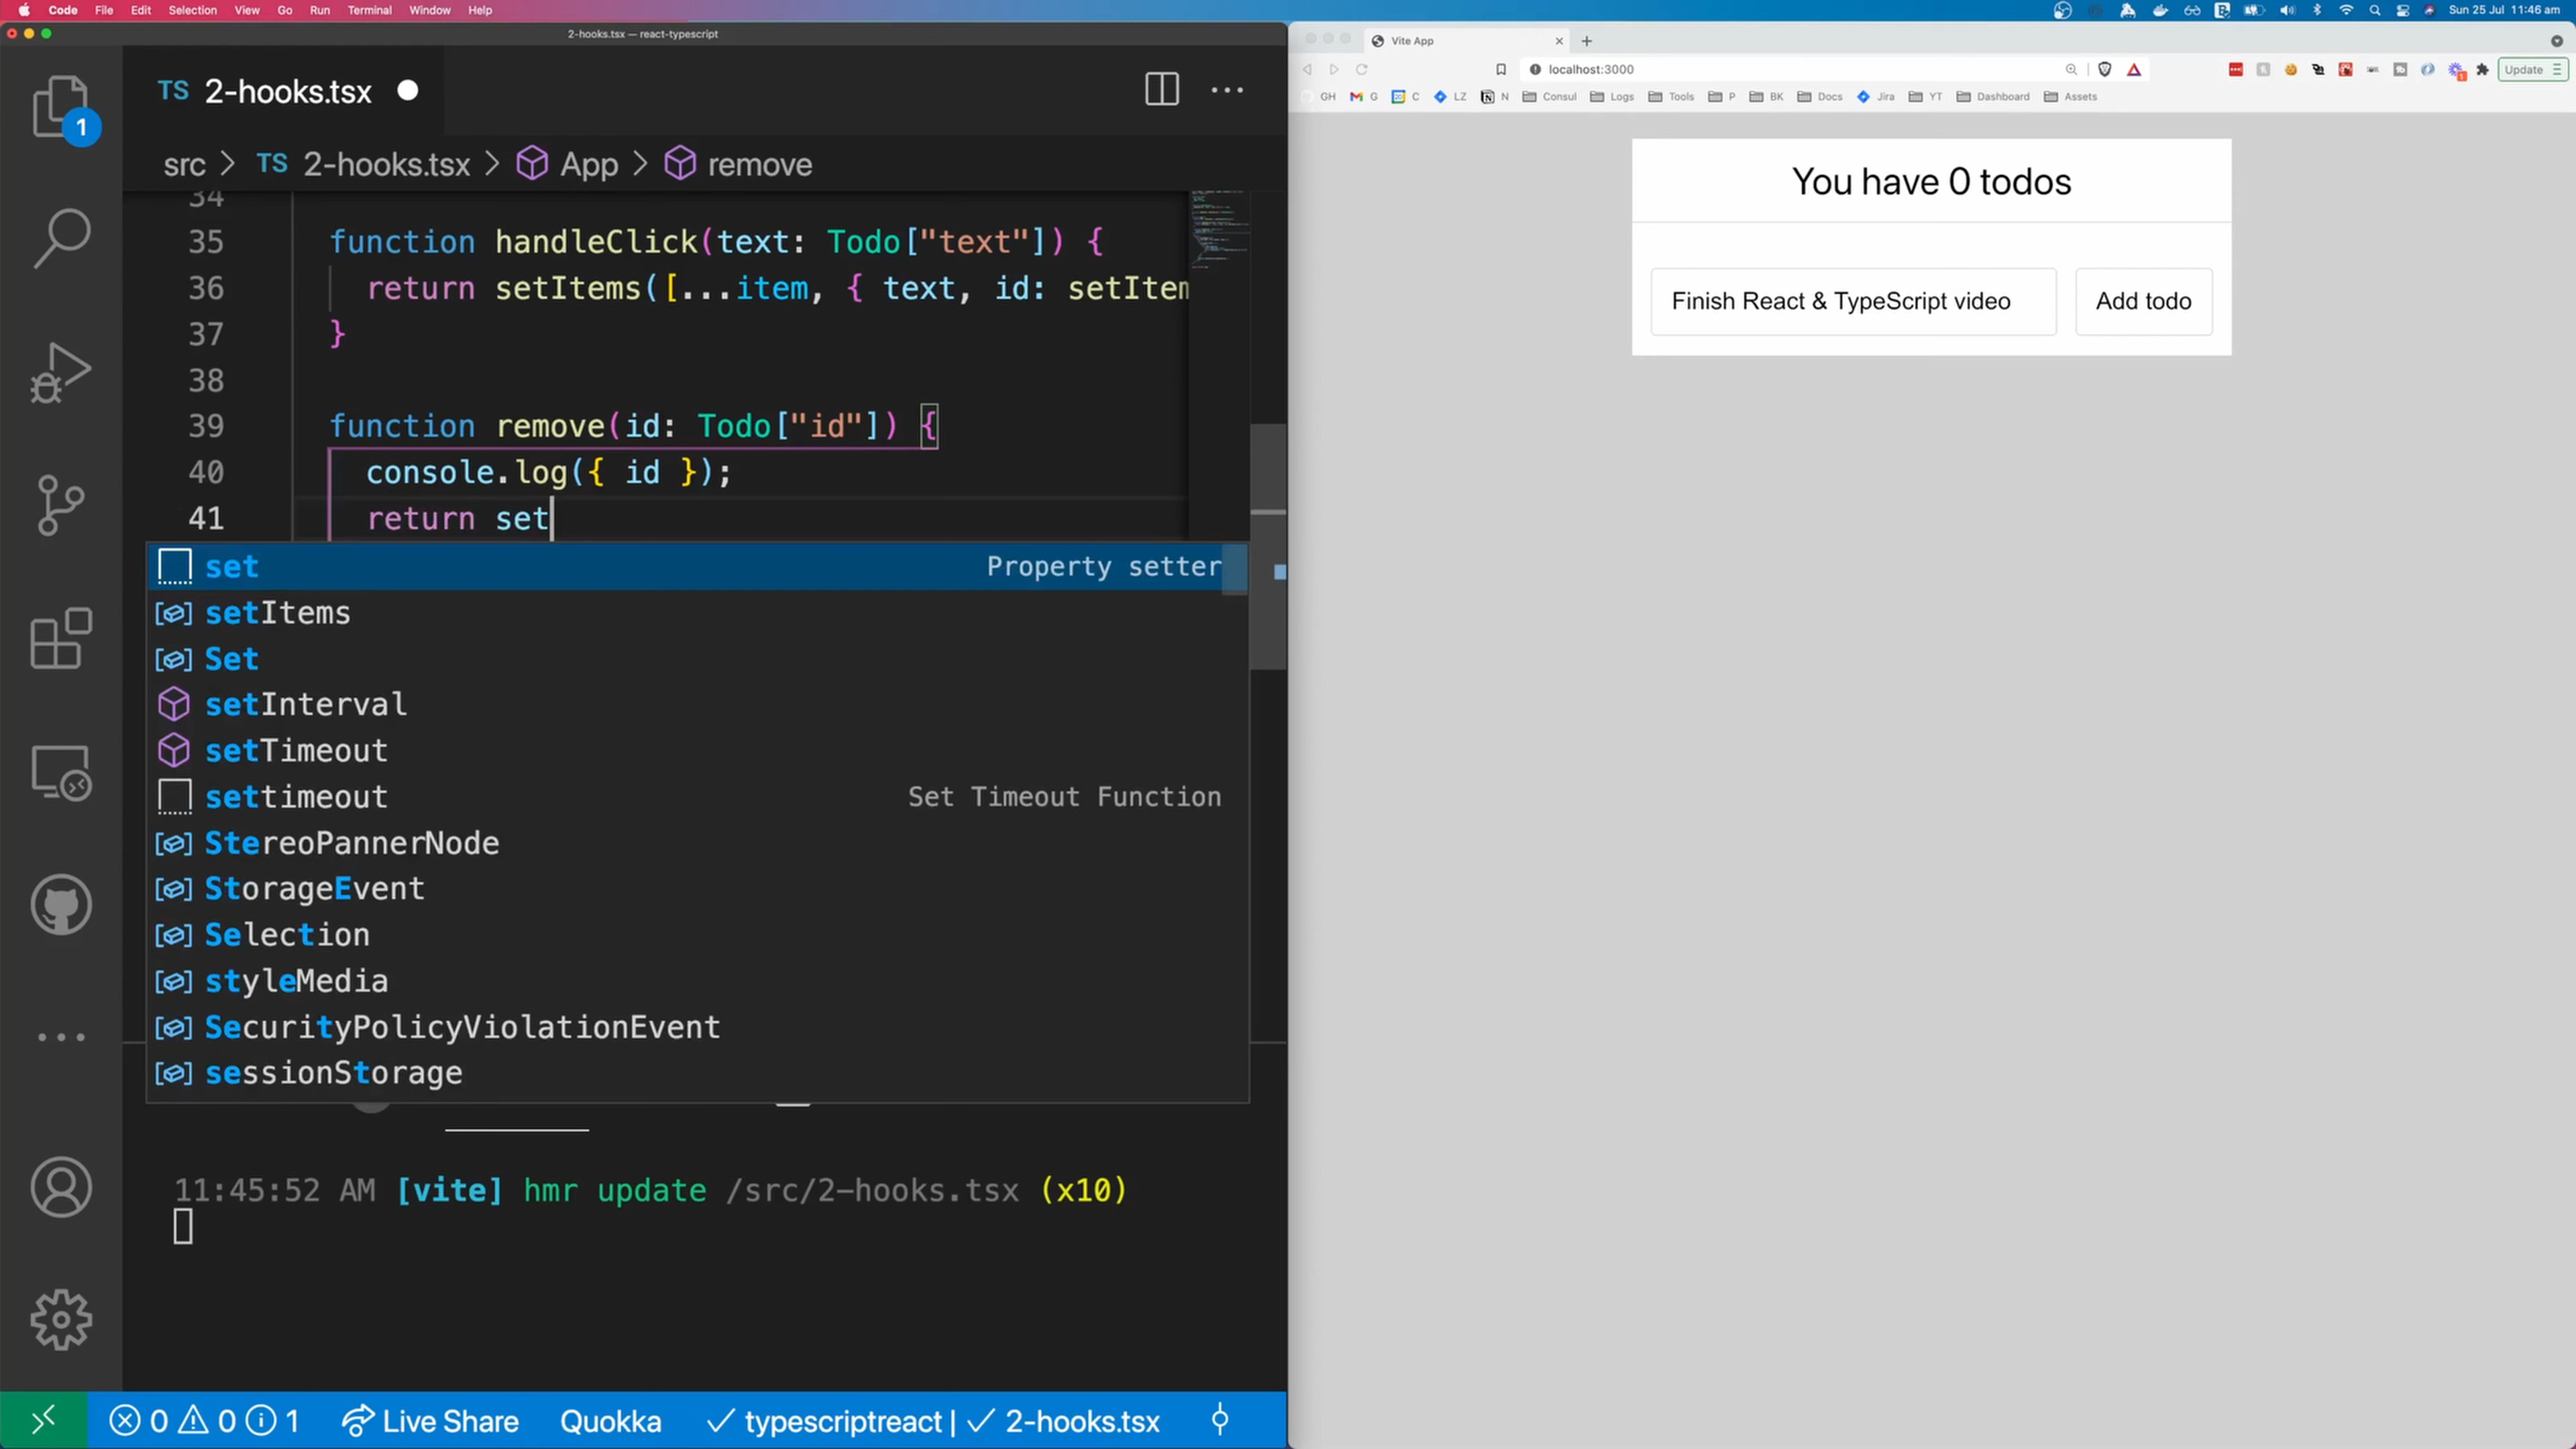 Code File Edit Selection View Go Run Terminal Window Help
Sun 25 Jul 11:46 am
2-hooks.tsx — react-typescript
TS 2-hooks.tsx
1
src > TS 2-hooks.tsx > App > remove
34
35 function handleClick(text: Todo["text"]) {
36 return setItems([...item, { text, id: setItem
37 }
38
39 function remove(id: Todo["id"]) {
40 console.log({ id });
41 return set
set Property setter
setItems
Set
setInterval
setTimeout
settimeout Set Timeout Function
StereoPannerNode
StorageEvent
Selection
styleMedia
SecurityPolicyViolationEvent
sessionStorage
11:45:52 AM [vite] hmr update /src/2-hooks.tsx (x10)
0 0 1 Live Share Quokka typescriptreact | 2-hooks.tsx
Vite App
localhost:3000
Update
GH G C LZ N Consul Logs Tools P BK Docs Jira YT Dashboard Assets
You have 0 todos
Finish React & TypeScript video Add todo